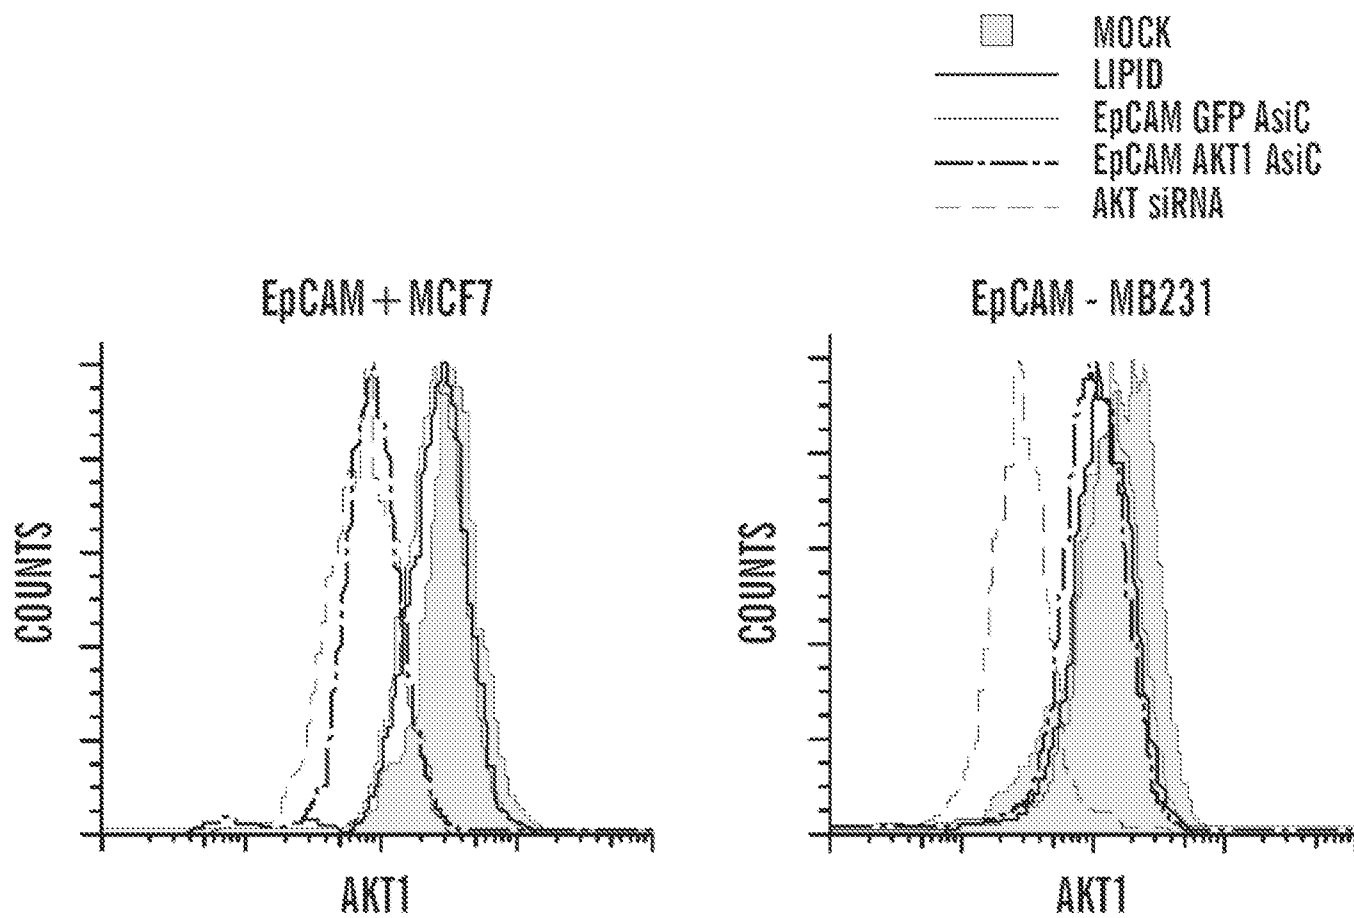 MOCK
LIPID
EpCAM GFP AsiC
EpCAM AKT1 AsiC
AKT siRNA
EpCAM + MCF7
EpCAM - MB231
COUNTS
COUNTS
AKT1
AKT1